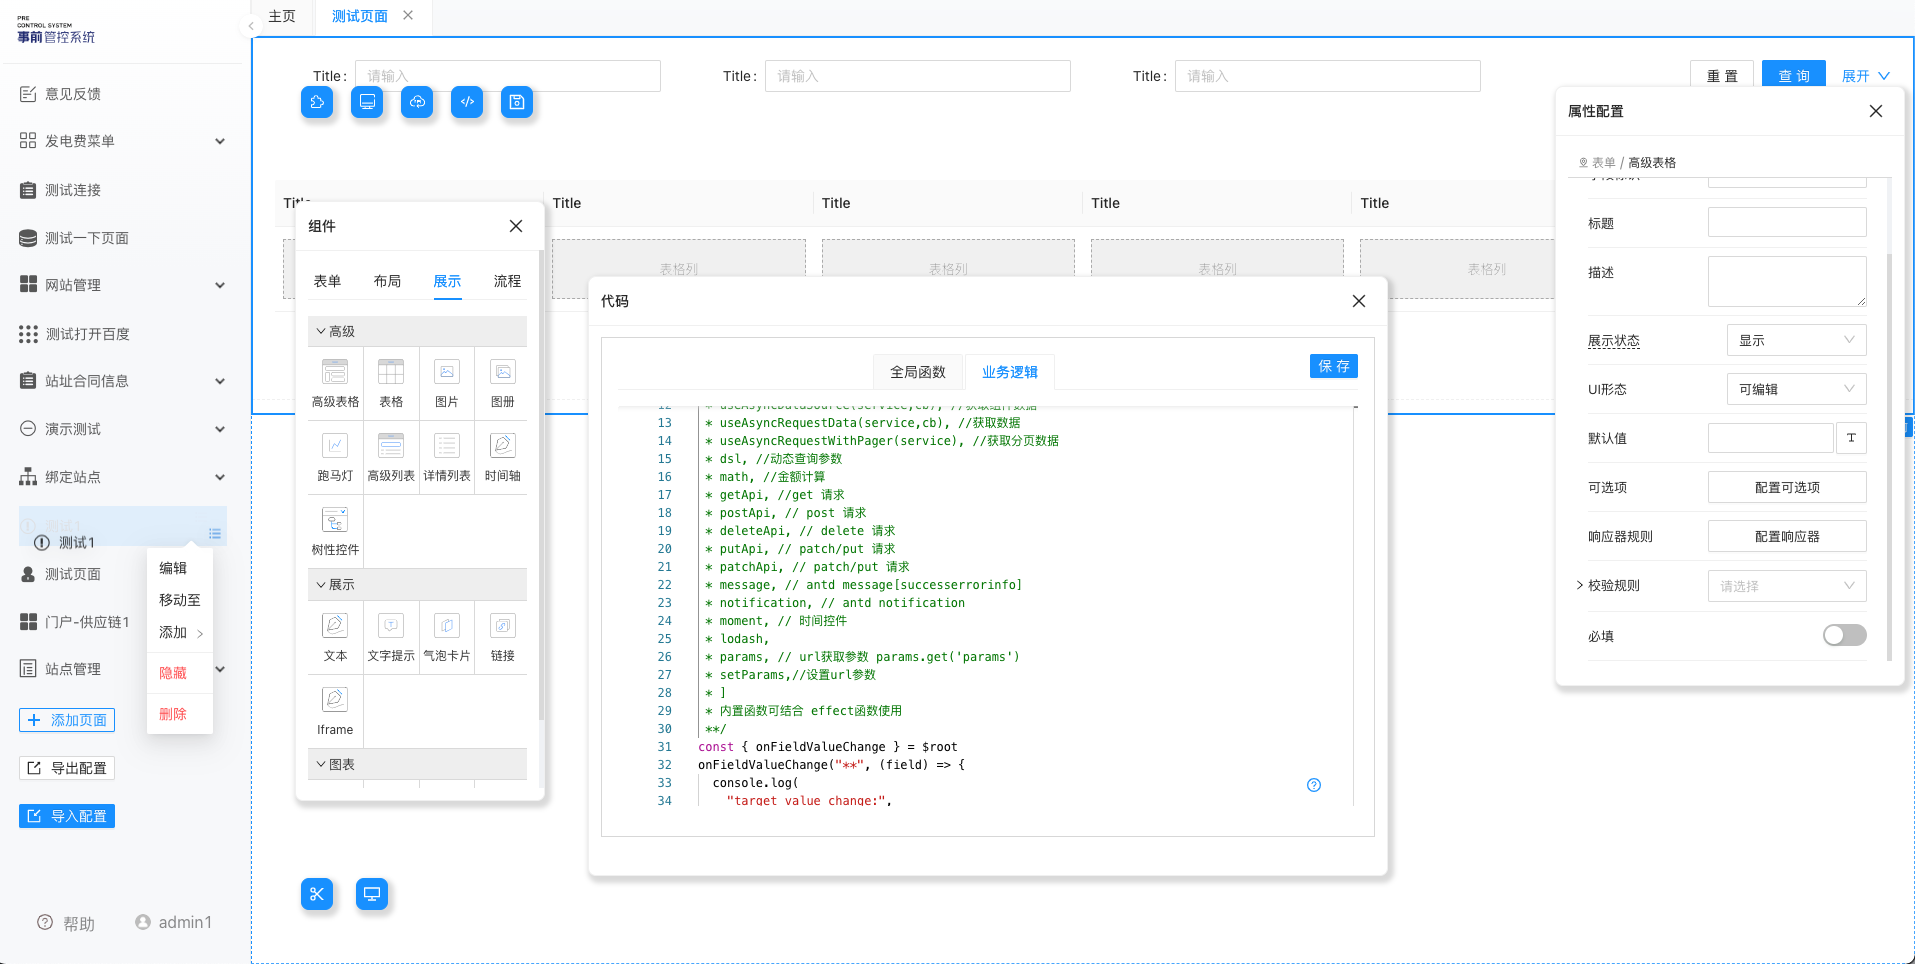 PRE
CONTROL SYSTEM
事前管控系统
意见反馈
发电费菜单
测试连接
测试一下页面
网站管理
测试打开百度
站址合同信息
演示测试
绑定站点
测试1
测试1
测试页面
门户-供应链1
站点管理
添加页面
导出配置
导入配置
帮助
admin1
编辑
移动至
添加
隐藏
删除
主页
测试页面
Title: 请输入
Title: 请输入
Title: 请输入
重 置
查 询
展开
Title
Title
Title
Title
Title
表格列
表格列
表格列
表格列
组件
表单
布局
展示
流程
高级
高级表格
表格
图片
图册
跑马灯
高级列表
详情列表
时间轴
树性控件
展示
文本
文字提示
气泡卡片
链接
Iframe
图表
代码
全局函数
业务逻辑
保 存
12 * useAsyncDataSource(service,cb), //获取组件数据
13 * useAsyncRequestData(service,cb), //获取数据
14 * useAsyncRequestWithPager(service), //获取分页数据
15 * dsl, //动态查询参数
16 * math, //金额计算
17 * getApi, //get 请求
18 * postApi, // post 请求
19 * deleteApi, // delete 请求
20 * putApi, // patch/put 请求
21 * patchApi, // patch/put 请求
22 * message, // antd message[successerrorinfo]
23 * notification, // antd notification
24 * moment, // 时间控件
25 * lodash,
26 * params, // url获取参数 params.get('params')
27 * setParams,//设置url参数
28 * ]
29 * 内置函数可结合 effect函数使用
30 **/
31 const { onFieldValueChange } = $root
32 onFieldValueChange("**", (field) => {
33 console.log(
34 "target value change:",
属性配置
表单 / 高级表格
字段标识
标题
描述
展示状态
显示
UI形态
可编辑
默认值
T
可选项
配置可选项
响应器规则
配置响应器
校验规则
请选择
必填